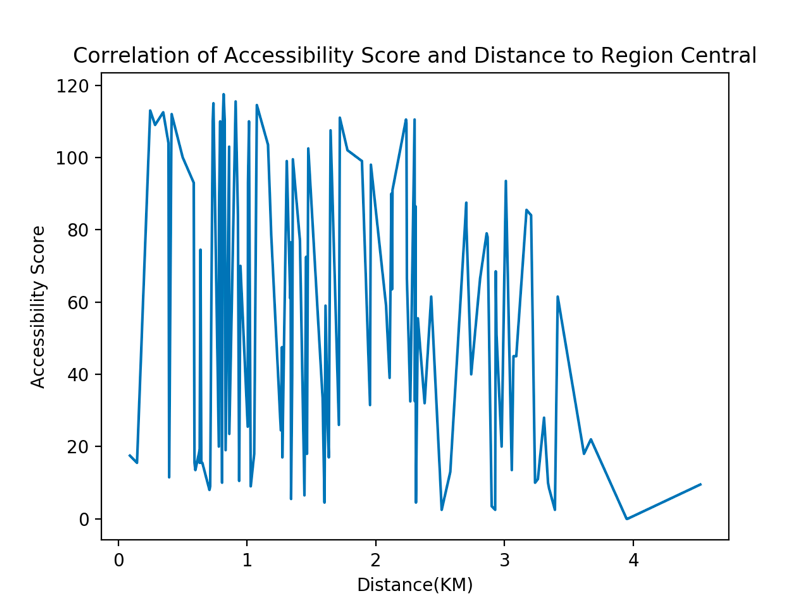 Correlation of Accessibility Score and Distance to Region Central
120
100
80
60
40
20
0
Accessibility Score
0 1 2 3 4
Distance(KM)